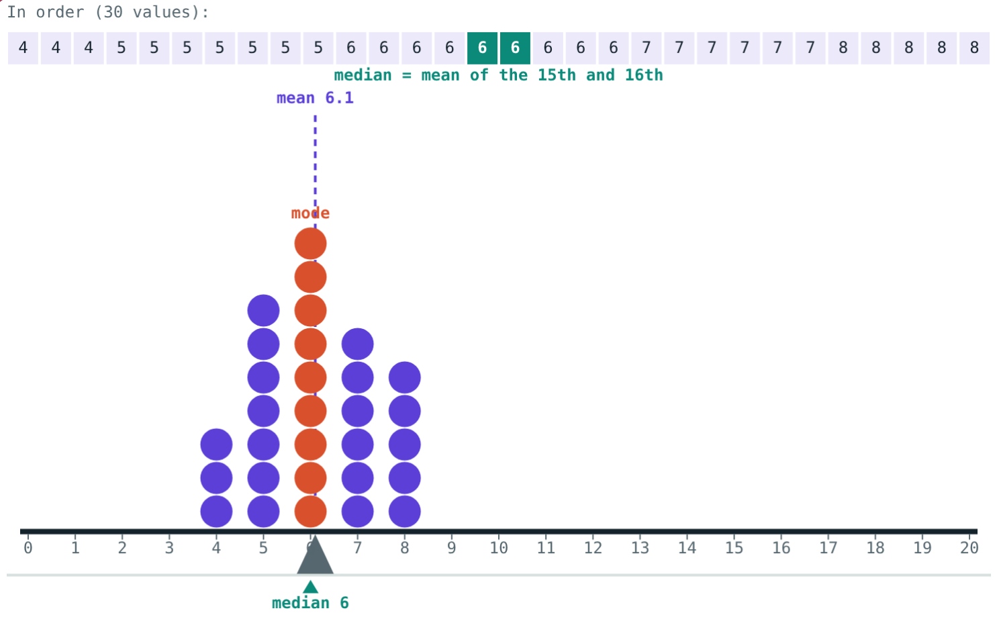 In order (30 values):
4 4 4 5 5 5 5 5 5 5 6 6 6 6 6 6 6 6 6 7 7 7 7 7 7 8 8 8 8 8
median = mean of the 15th and 16th
mean 6.1
mode
0 1 2 3 4 5 7 8 9 10 11 12 13 14 15 16 17 18 19 20
median 6